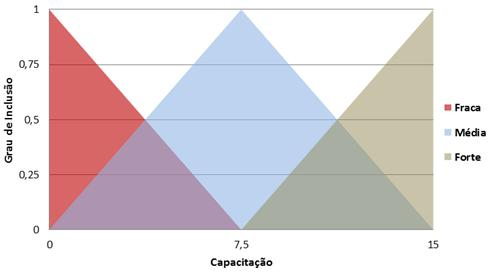 1
0,75
0,5
0,25
0
Grau de Inclusão
0 7,5 15
Capacitação
Fraca
Média
Forte